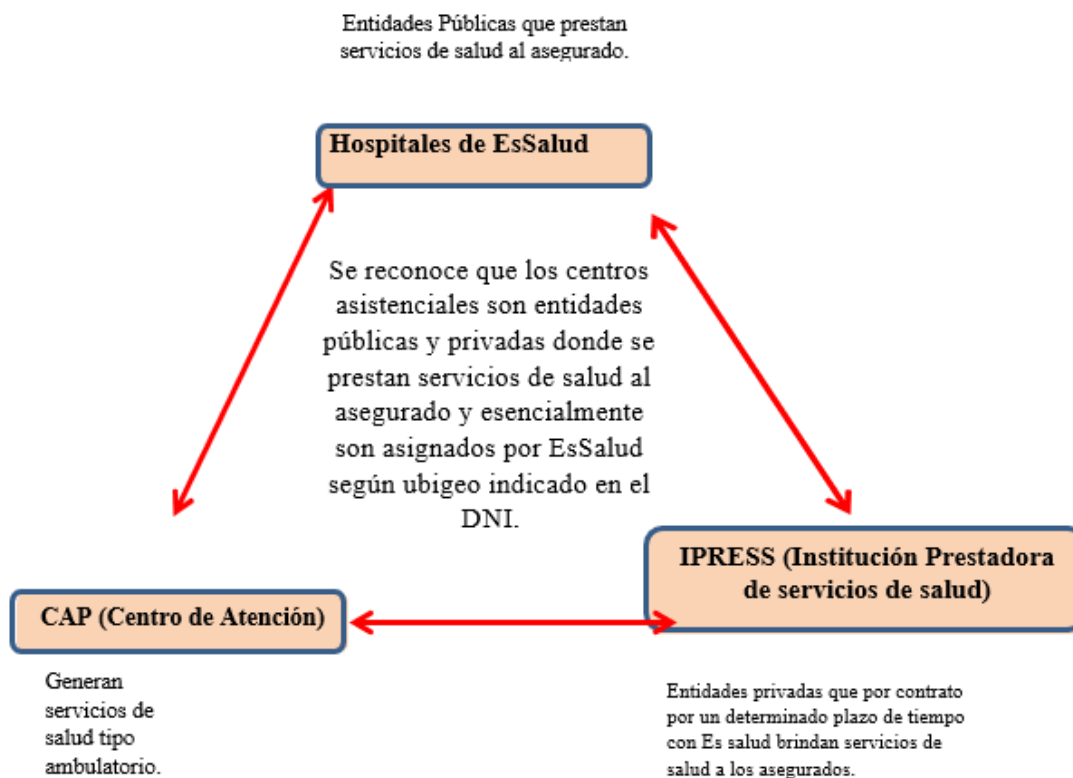 Entidades Públicas que prestan
servicios de salud al asegurado.
Hospitales de EsSalud
Se reconoce que los centros
asistenciales son entidades
públicas y privadas donde se
prestan servicios de salud al
asegurado y esencialmente
son asignados por EsSalud
según ubigeo indicado en el
DNI.
IPRESS (Institución Prestadora
de servicios de salud)
CAP (Centro de Atención)
Generan
servicios de
salud tipo
ambulatorio.
Entidades privadas que por contrato
por un determinado plazo de tiempo
con Es salud brindan servicios de
salud a los asegurados.